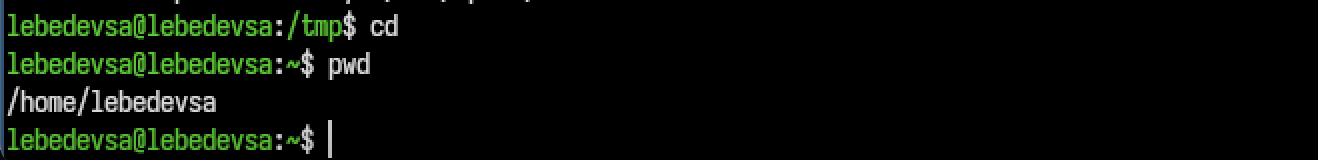 lebedevsa@lebedevsa:/tmp$ cd
lebedevsa@lebedevsa:~$ pwd
/home/lebedevsa
lebedevsa@lebedevsa:~$